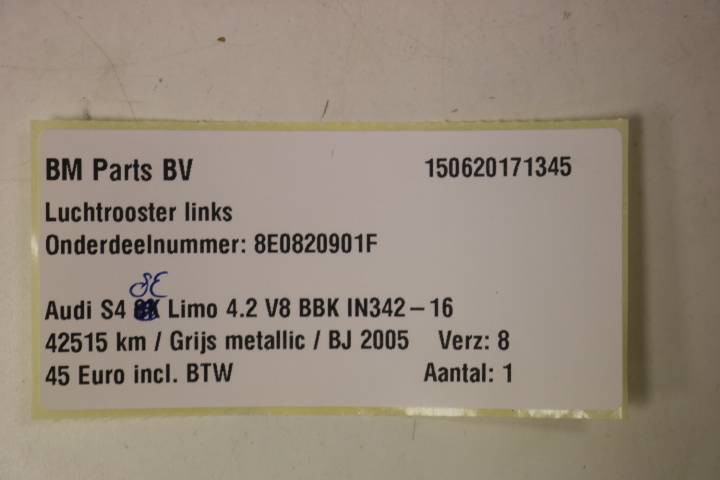 BM Parts BV 150620171345
Luchtrooster links
Onderdeelnummer: 8E0820901F
8E
Audi S4 Limo 4.2 V8 BBK IN342-16
42515 km / Grijs metallic / BJ 2005 Verz: 8
45 Euro incl. BTW Aantal: 1